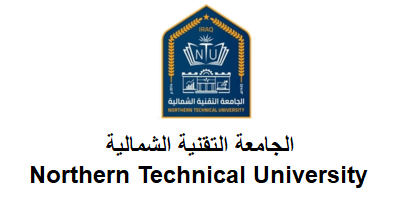 IRAQ
NTU
الجامعة التقنية الشمالية
NORTHERN TECHNICAL UNIVERSITY
الجامعة التقنية الشمالية
Northern Technical University